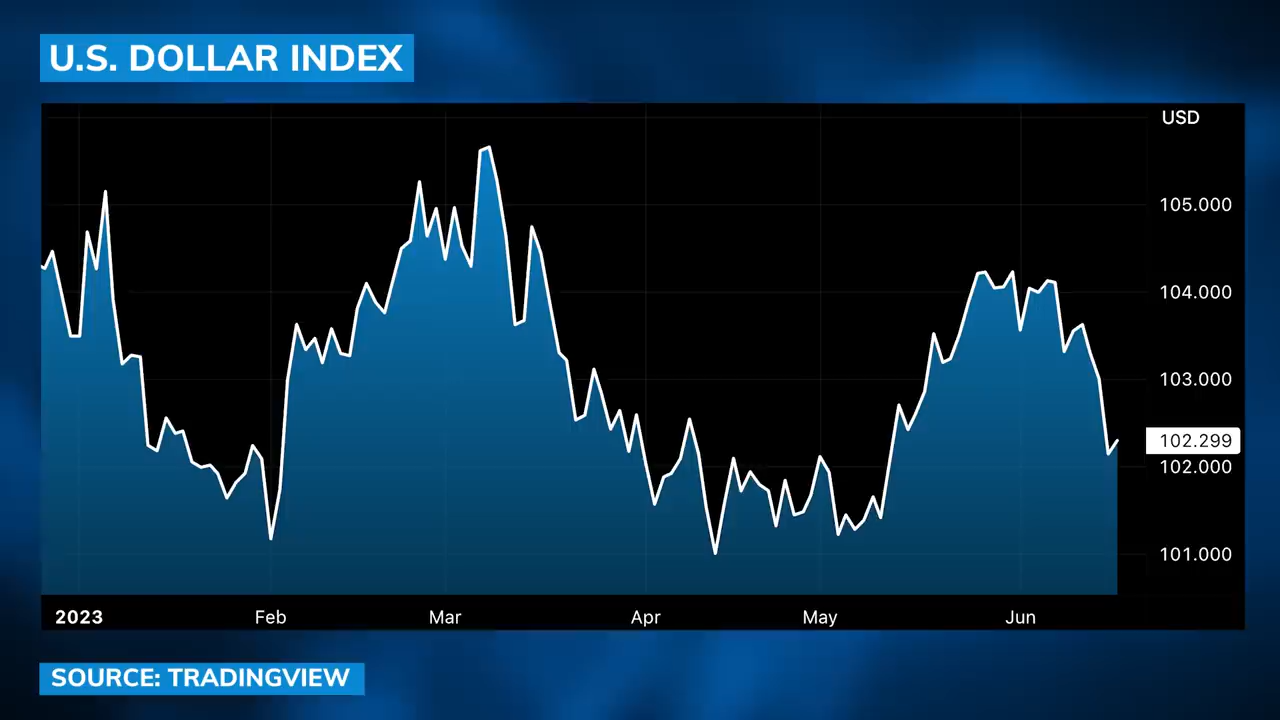 U.S. DOLLAR INDEX
USD
105.000
104.000
103.000
102.299
102.000
101.000
2023 Feb Mar Apr May Jun
SOURCE: TRADINGVIEW